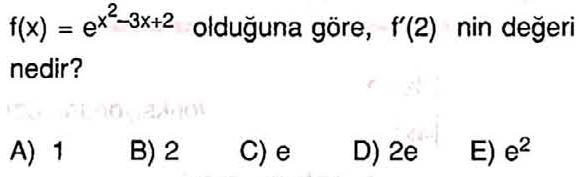 f(x) = e^{x²-3x+2} olduğuna göre, f'(2) nin değeri
nedir?
A) 1 B) 2 C) e D) 2e E) e²